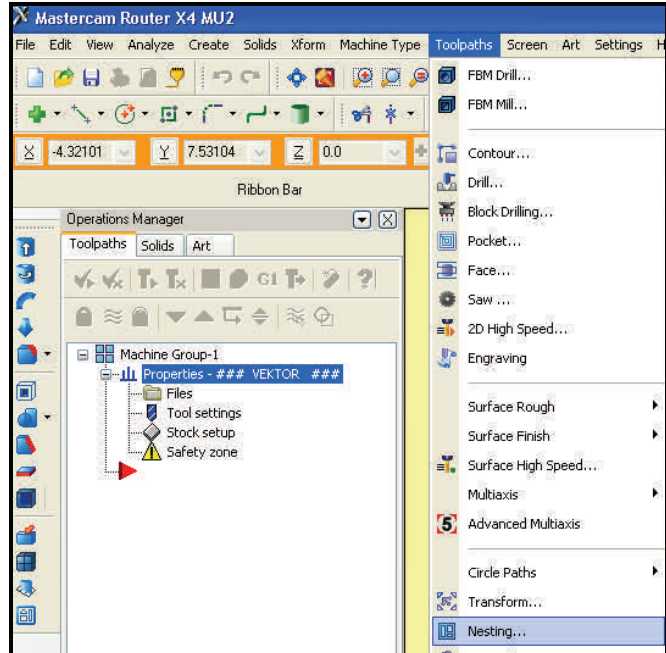 Mastercam Router X4 MU2
File Edit View Analyze Create Solids Xform Machine Type Toolpaths Screen Art Settings H
X -4.32101 Y 7.53104 Z 0.0
Ribbon Bar
Operations Manager
Toolpaths Solids Art
G1
Machine Group-1
Properties - ### VEKTOR ###
Files
Tool settings
Stock setup
Safety zone
FBM Drill...
FBM Mill...
Contour...
Drill...
Block Drilling...
Pocket...
Face...
Saw ...
2D High Speed...
Engraving
Surface Rough
Surface Finish
Surface High Speed...
Multiaxis
5 Advanced Multiaxis
Circle Paths
Transform...
Nesting...